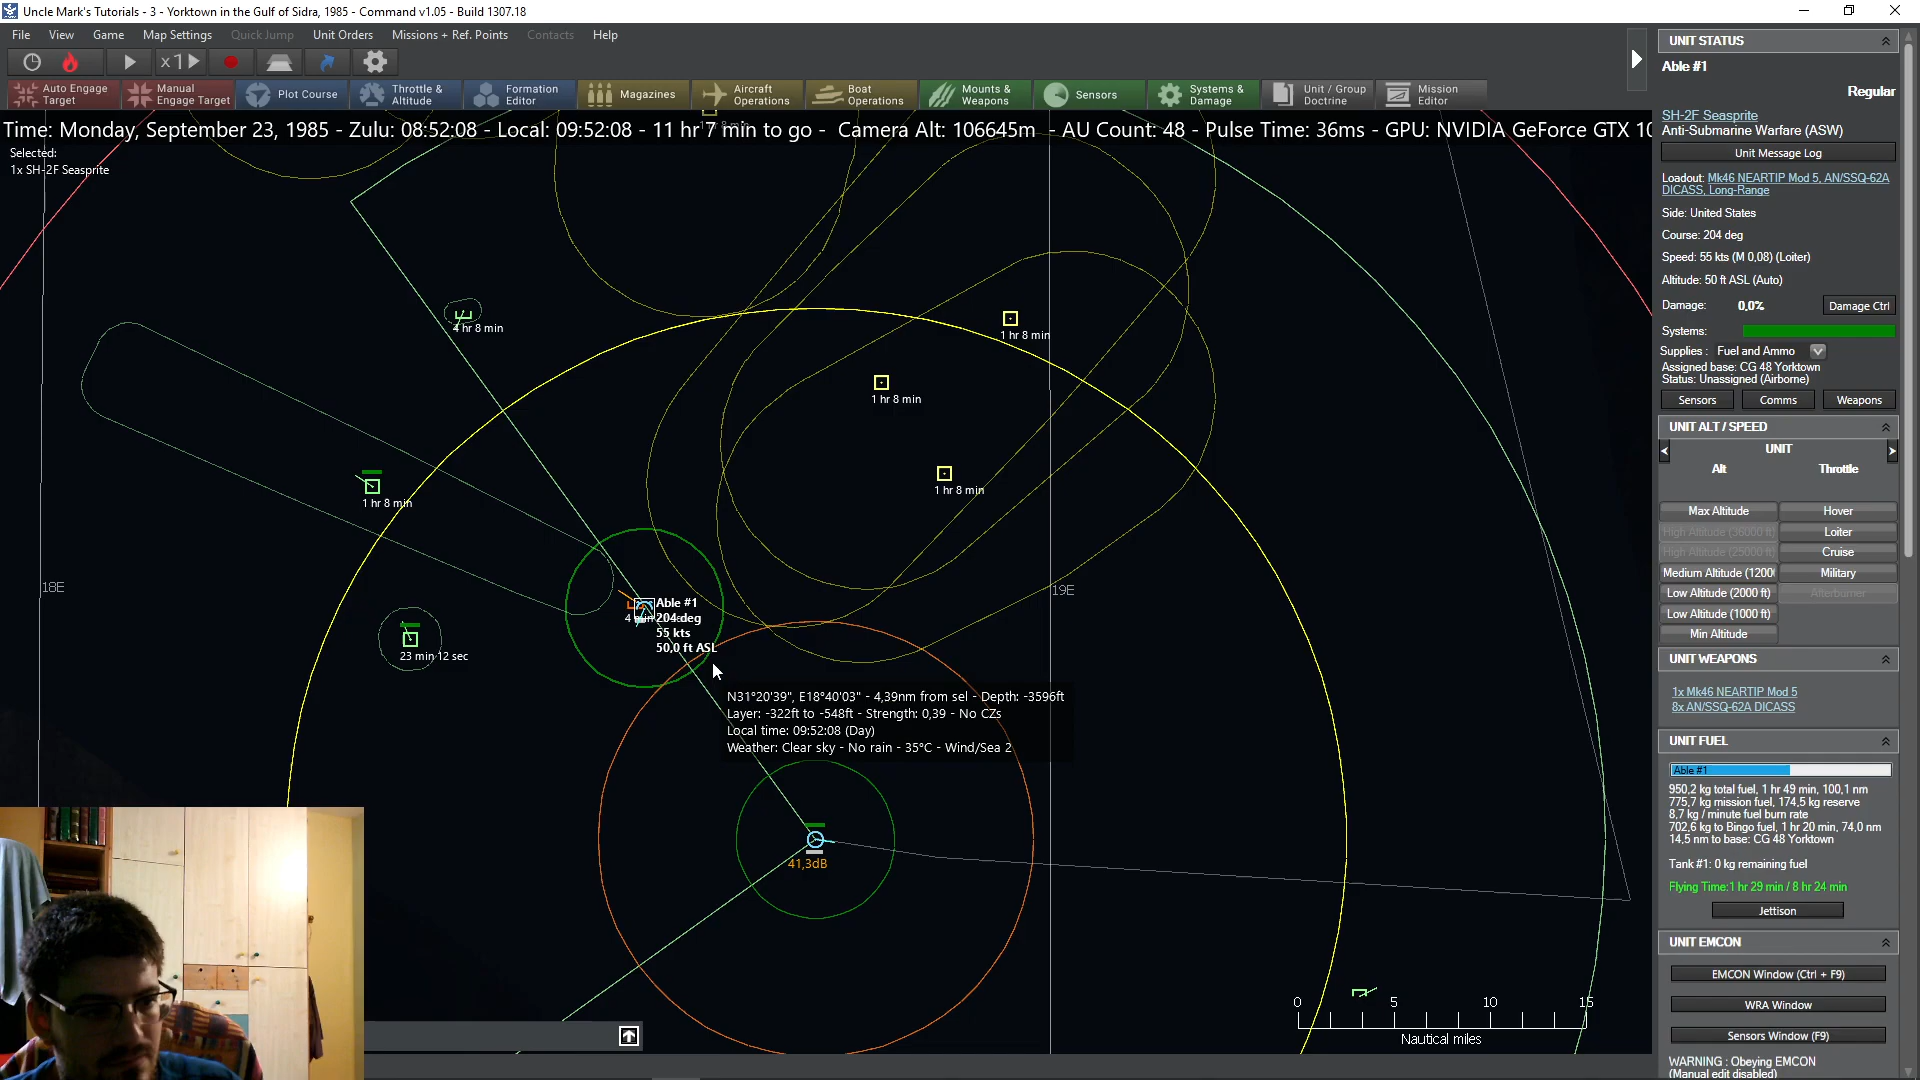 Uncle Mark's Tutorials - 3 - Yorktown in the Gulf of Sidra, 1985 - Command v1.05 - Build 1307.18
File View Game Map Settings Quick Jump Unit Orders Missions + Ref. Points Contacts Help
x 1
Auto Engage Target
Manual Engage Target
Plot Course
Throttle & Altitude
Formation Editor
Magazines
Aircraft Operations
Boat Operations
Mounts & Weapons
Sensors
Systems & Damage
Unit / Group Doctrine
Mission Editor
Time: Monday, September 23, 1985 - Zulu: 08:52:08 - Local: 09:52:08 - 11 hr 7 min to go - Camera Alt: 106645m - AU Count: 48 - Pulse Time: 36ms - GPU: NVIDIA GeForce GTX 10
Selected:
1x SH-2F Seasprite
4 hr 8 min
1 hr 8 min
1 hr 8 min
1 hr 8 min
1 hr 8 min
18E
19E
23 min 12 sec
Able #1
204 deg
55 kts
50,0 ft ASL
N31°20'39", E18°40'03" - 4,39nm from sel - Depth: -3596ft
Layer: -322ft to -548ft - Strength: 0,39 - No CZs
Local time: 09:52:08 (Day)
Weather: Clear sky - No rain - 35°C - Wind/Sea 2
41,3dB
0 5 10 15
Nautical miles
UNIT STATUS
Able #1
Regular
SH-2F Seasprite
Anti-Submarine Warfare (ASW)
Unit Message Log
Loadout: Mk46 NEARTIP Mod 5, AN/SSQ-62A
DICASS, Long-Range
Side: United States
Course: 204 deg
Speed: 55 kts (M 0,08) (Loiter)
Altitude: 50 ft ASL (Auto)
Damage: 0,0% Damage Ctrl
Systems:
Supplies : Fuel and Ammo
Assigned base: CG 48 Yorktown
Status: Unassigned (Airborne)
Sensors Comms Weapons
UNIT ALT / SPEED
UNIT
Alt Throttle
Max Altitude Hover
High Altitude (36000 ft) Loiter
High Altitude (25000 ft) Cruise
Medium Altitude (1200 Military
Low Altitude (2000 ft) Afterburner
Low Altitude (1000 ft)
Min Altitude
UNIT WEAPONS
1x Mk46 NEARTIP Mod 5
8x AN/SSQ-62A DICASS
UNIT FUEL
Able #1
950,2 kg total fuel, 1 hr 49 min, 100,1 nm
775,7 kg mission fuel, 174,5 kg reserve
8,7 kg / minute fuel burn rate
702,6 kg to Bingo fuel, 1 hr 20 min, 74,0 nm
14,5 nm to base: CG 48 Yorktown
Tank #1: 0 kg remaining fuel
Flying Time:1 hr 29 min / 8 hr 24 min
Jettison
UNIT EMCON
EMCON Window (Ctrl + F9)
WRA Window
Sensors Window (F9)
WARNING : Obeying EMCON
(Manual edit disabled)